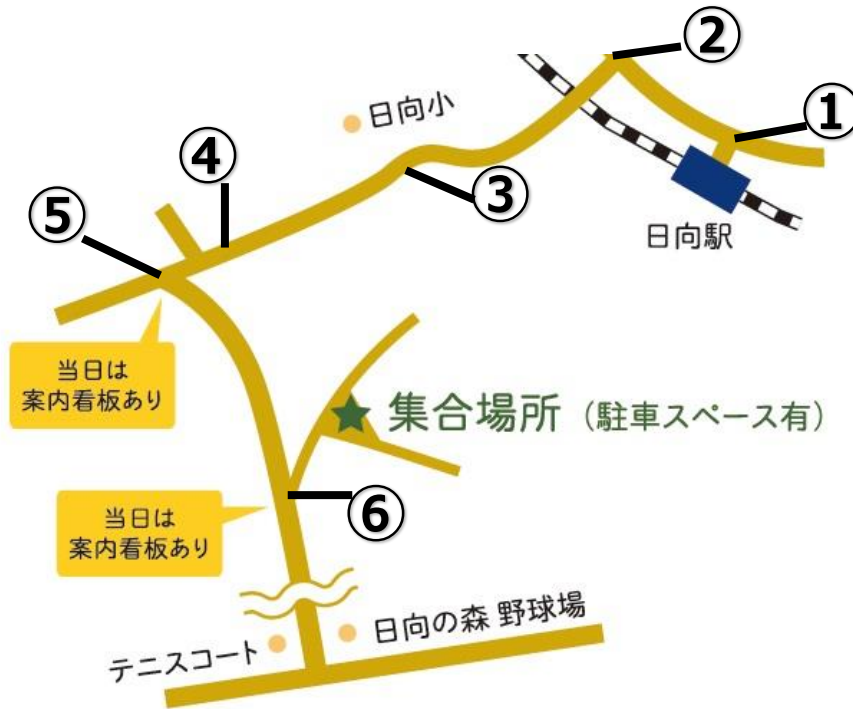 ②
①
日向小
④
③
⑤
日向駅
当日は
案内看板あり
集合場所（駐車スペース有）
当日は
案内看板あり
⑥
日向の森 野球場
テニスコート